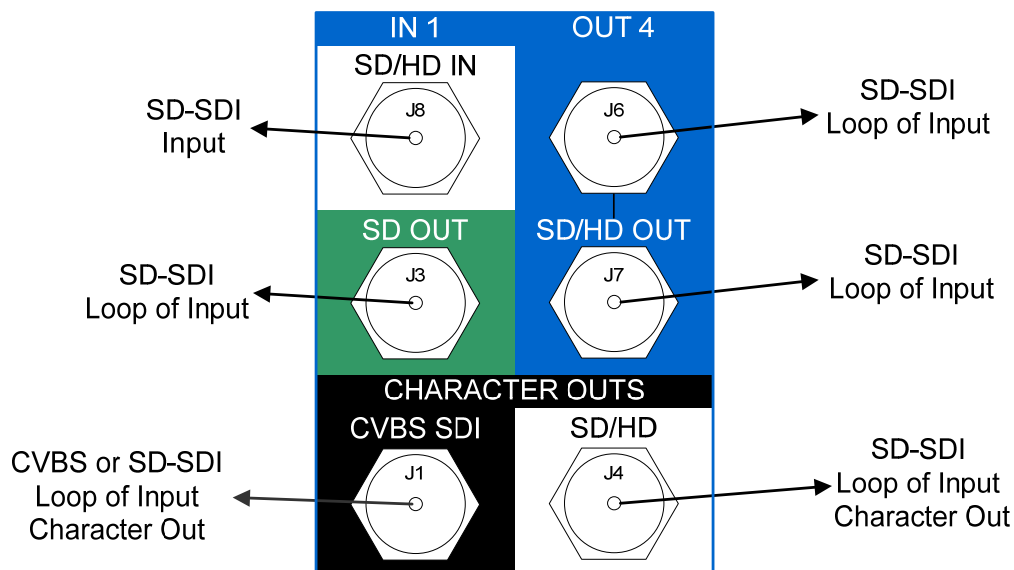 IN 1
OUT 4
SD/HD IN
J8
J6
SD-SDI
Input
SD-SDI
Loop of Input
SD OUT
SD/HD OUT
J3
J7
SD-SDI
Loop of Input
SD-SDI
Loop of Input
CHARACTER OUTS
CVBS SDI
SD/HD
J1
J4
CVBS or SD-SDI
Loop of Input
Character Out
SD-SDI
Loop of Input
Character Out